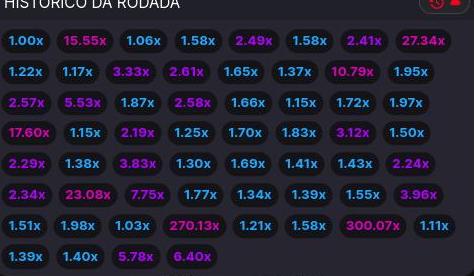 HISTÓRICO DA RODADA
1.00x 15.55x 1.06x 1.58x 2.49x 1.58x 2.41x 27.34x
1.22x 1.17x 3.33x 2.61x 1.65x 1.37x 10.79x 1.95x
2.57x 5.53x 1.87x 2.58x 1.66x 1.15x 1.72x 1.97x
17.60x 1.15x 2.19x 1.25x 1.70x 1.83x 3.12x 1.50x
2.29x 1.38x 3.83x 1.30x 1.69x 1.41x 1.43x 2.24x
2.34x 23.08x 7.75x 1.77x 1.34x 1.39x 1.55x 3.96x
1.51x 1.98x 1.03x 270.13x 1.21x 1.58x 300.07x 1.11x
1.39x 1.40x 5.78x 6.40x